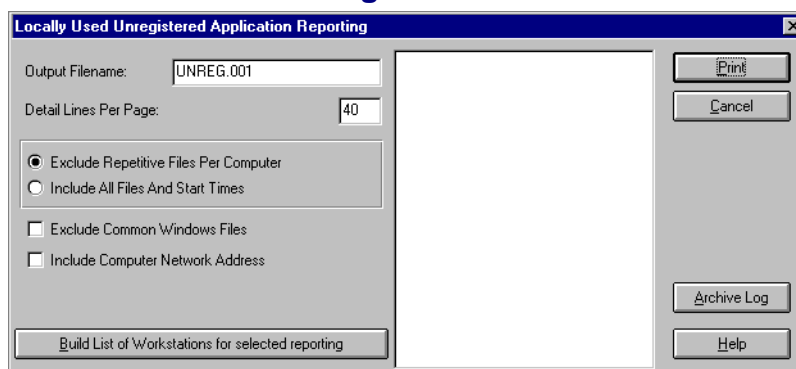 Locally Used Unregistered Application Reporting
Output Filename: UNREG.001
Detail Lines Per Page: 40
Exclude Repetitive Files Per Computer
Include All Files And Start Times
Exclude Common Windows Files
Include Computer Network Address
Build List of Workstations for selected reporting
Print
Cancel
Archive Log
Help